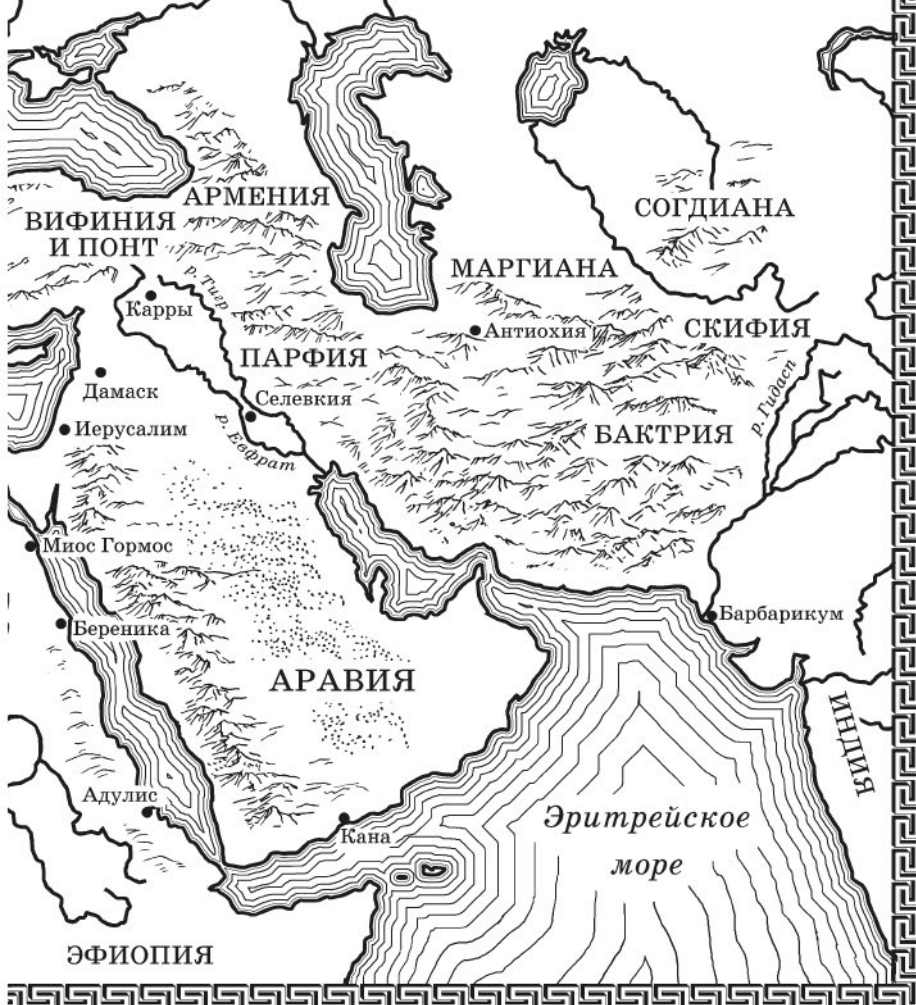 АРМЕНИЯ
СОГДИАНА
ВИФИНИЯ
И ПОНТ
МАРГИАНА
р. Тигр
Карры
Антиохия
СКИФИЯ
ПАРФИЯ
Дамаск
Селевкия
р. Гидасп
Иерусалим
р. Евфрат
БАКТРИЯ
Миос Гормос
Береника
Барбарикум
АРАВИЯ
ИНДИЯ
Адулис
Кана
Эритрейское
море
ЭФИОПИЯ